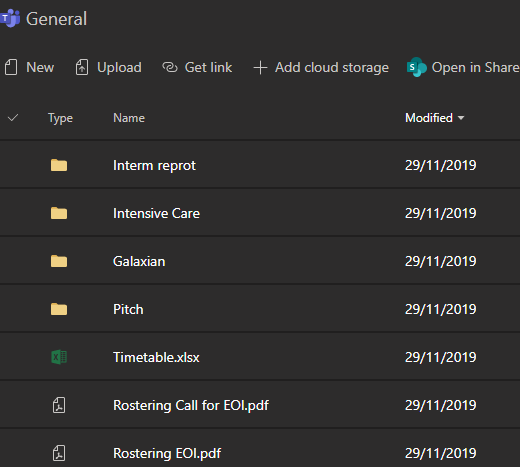 General
New Upload Get link Add cloud storage Open in Share
Type Name Modified
Interm reprot 29/11/2019
Intensive Care 29/11/2019
Galaxian 29/11/2019
Pitch 29/11/2019
Timetable.xlsx 29/11/2019
Rostering Call for EOI.pdf 29/11/2019
Rostering EOI.pdf 29/11/2019